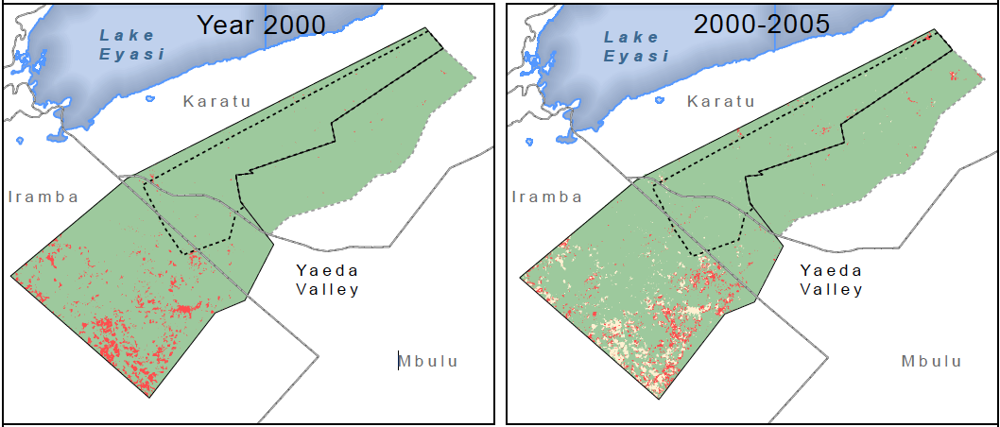 Year 2000
Lake
Eyasi
Karatu
Iramba
Yaeda
Valley
Mbulu
2000-2005
Lake
Eyasi
Karatu
Iramba
Yaeda
Valley
Mbulu